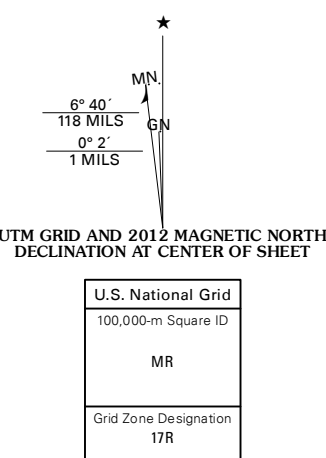 ★
MN.
6° 40´
118 MILS
GN
0° 2´
1 MILS
UTM GRID AND 2012 MAGNETIC NORTH
DECLINATION AT CENTER OF SHEET
U.S. National Grid
100,000-m Square ID
MR
Grid Zone Designation
17R